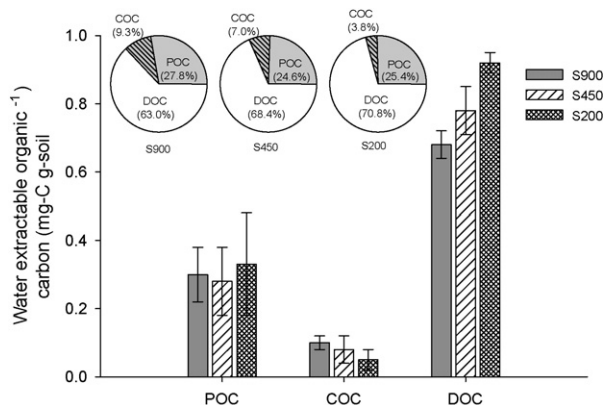 COC
(9.3%)
POC
(27.8%)
DOC
(63.0%)
S900
COC
(7.0%)
POC
(24.6%)
DOC
(68.4%)
S450
COC
(3.8%)
POC
(25.4%)
DOC
(70.8%)
S200
S900
S450
S200
Water extractable organic -1
carbon (mg-C g-soil)
1.0
0.8
0.6
0.4
0.2
0.0
POC COC DOC